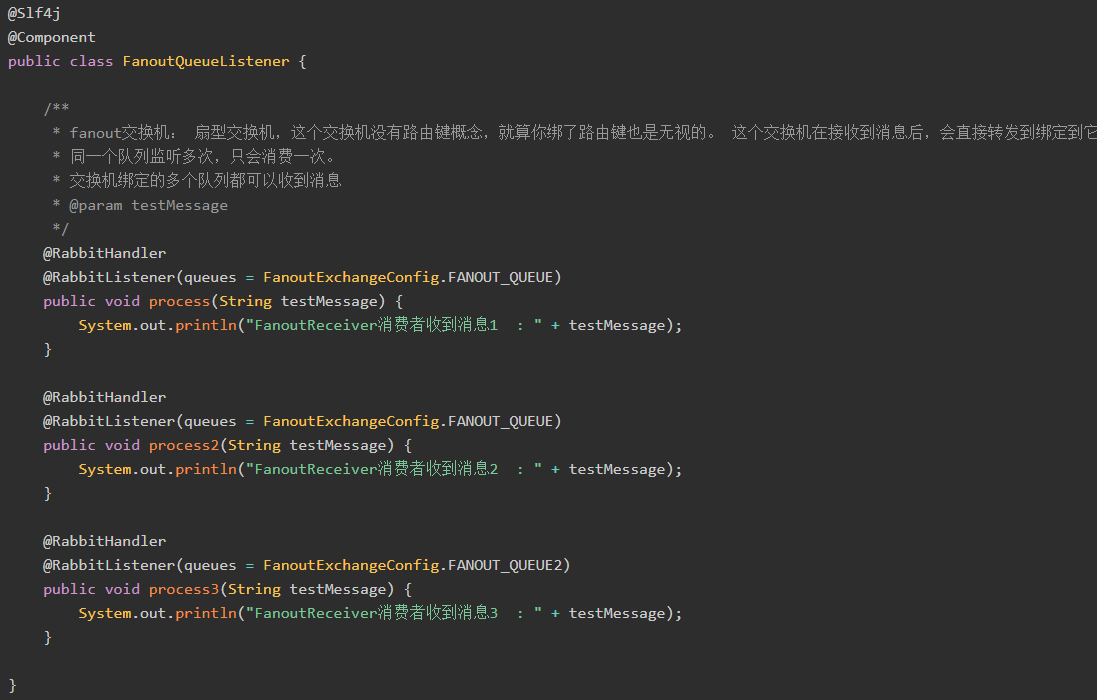 @Slf4j
@Component
public class FanoutQueueListener {
/**
* fanout交换机： 扇型交换机，这个交换机没有路由键概念，就算你绑了路由键也是无视的。 这个交换机在接收到消息后，会直接转发到绑定到它
* 同一个队列监听多次，只会消费一次。
* 交换机绑定的多个队列都可以收到消息
* @param testMessage
*/
@RabbitHandler
@RabbitListener(queues = FanoutExchangeConfig.FANOUT_QUEUE)
public void process(String testMessage) {
System.out.println("FanoutReceiver消费者收到消息1  : " + testMessage);
}
@RabbitHandler
@RabbitListener(queues = FanoutExchangeConfig.FANOUT_QUEUE)
public void process2(String testMessage) {
System.out.println("FanoutReceiver消费者收到消息2  : " + testMessage);
}
@RabbitHandler
@RabbitListener(queues = FanoutExchangeConfig.FANOUT_QUEUE2)
public void process3(String testMessage) {
System.out.println("FanoutReceiver消费者收到消息3  : " + testMessage);
}
}